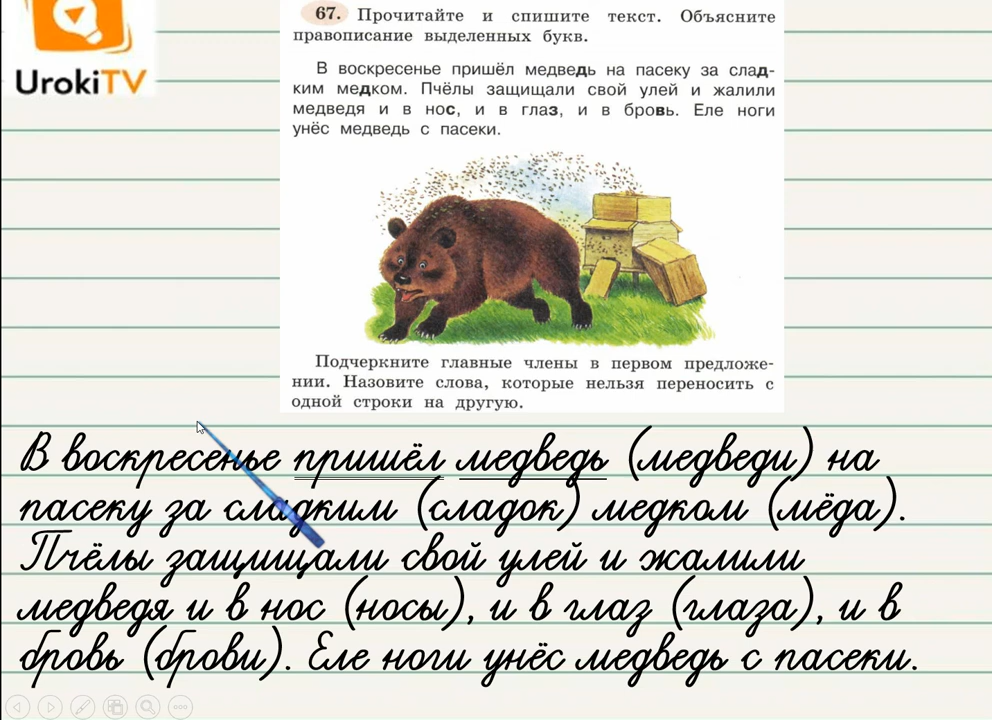 UrokiTV
67. Прочитайте и спишите текст. Объясните
правописание выделенных букв.
В воскресенье пришёл медведь на пасеку за слад-
ким медком. Пчёлы защищали свой улей и жалили
медведя и в нос, и в глаз, и в бровь. Еле ноги
унёс медведь с пасеки.
Подчеркните главные члены в первом предложе-
нии. Назовите слова, которые нельзя переносить с
одной строки на другую.
В воскресенье пришёл медведь (медведи) на
пасеку за сладким (сладок) медком (мёда).
Пчёлы защищали свой улей и жалили
медведя и в нос (носы), и в глаз (глаза), и в
бровь (брови). Еле ноги унёс медведь с пасеки.